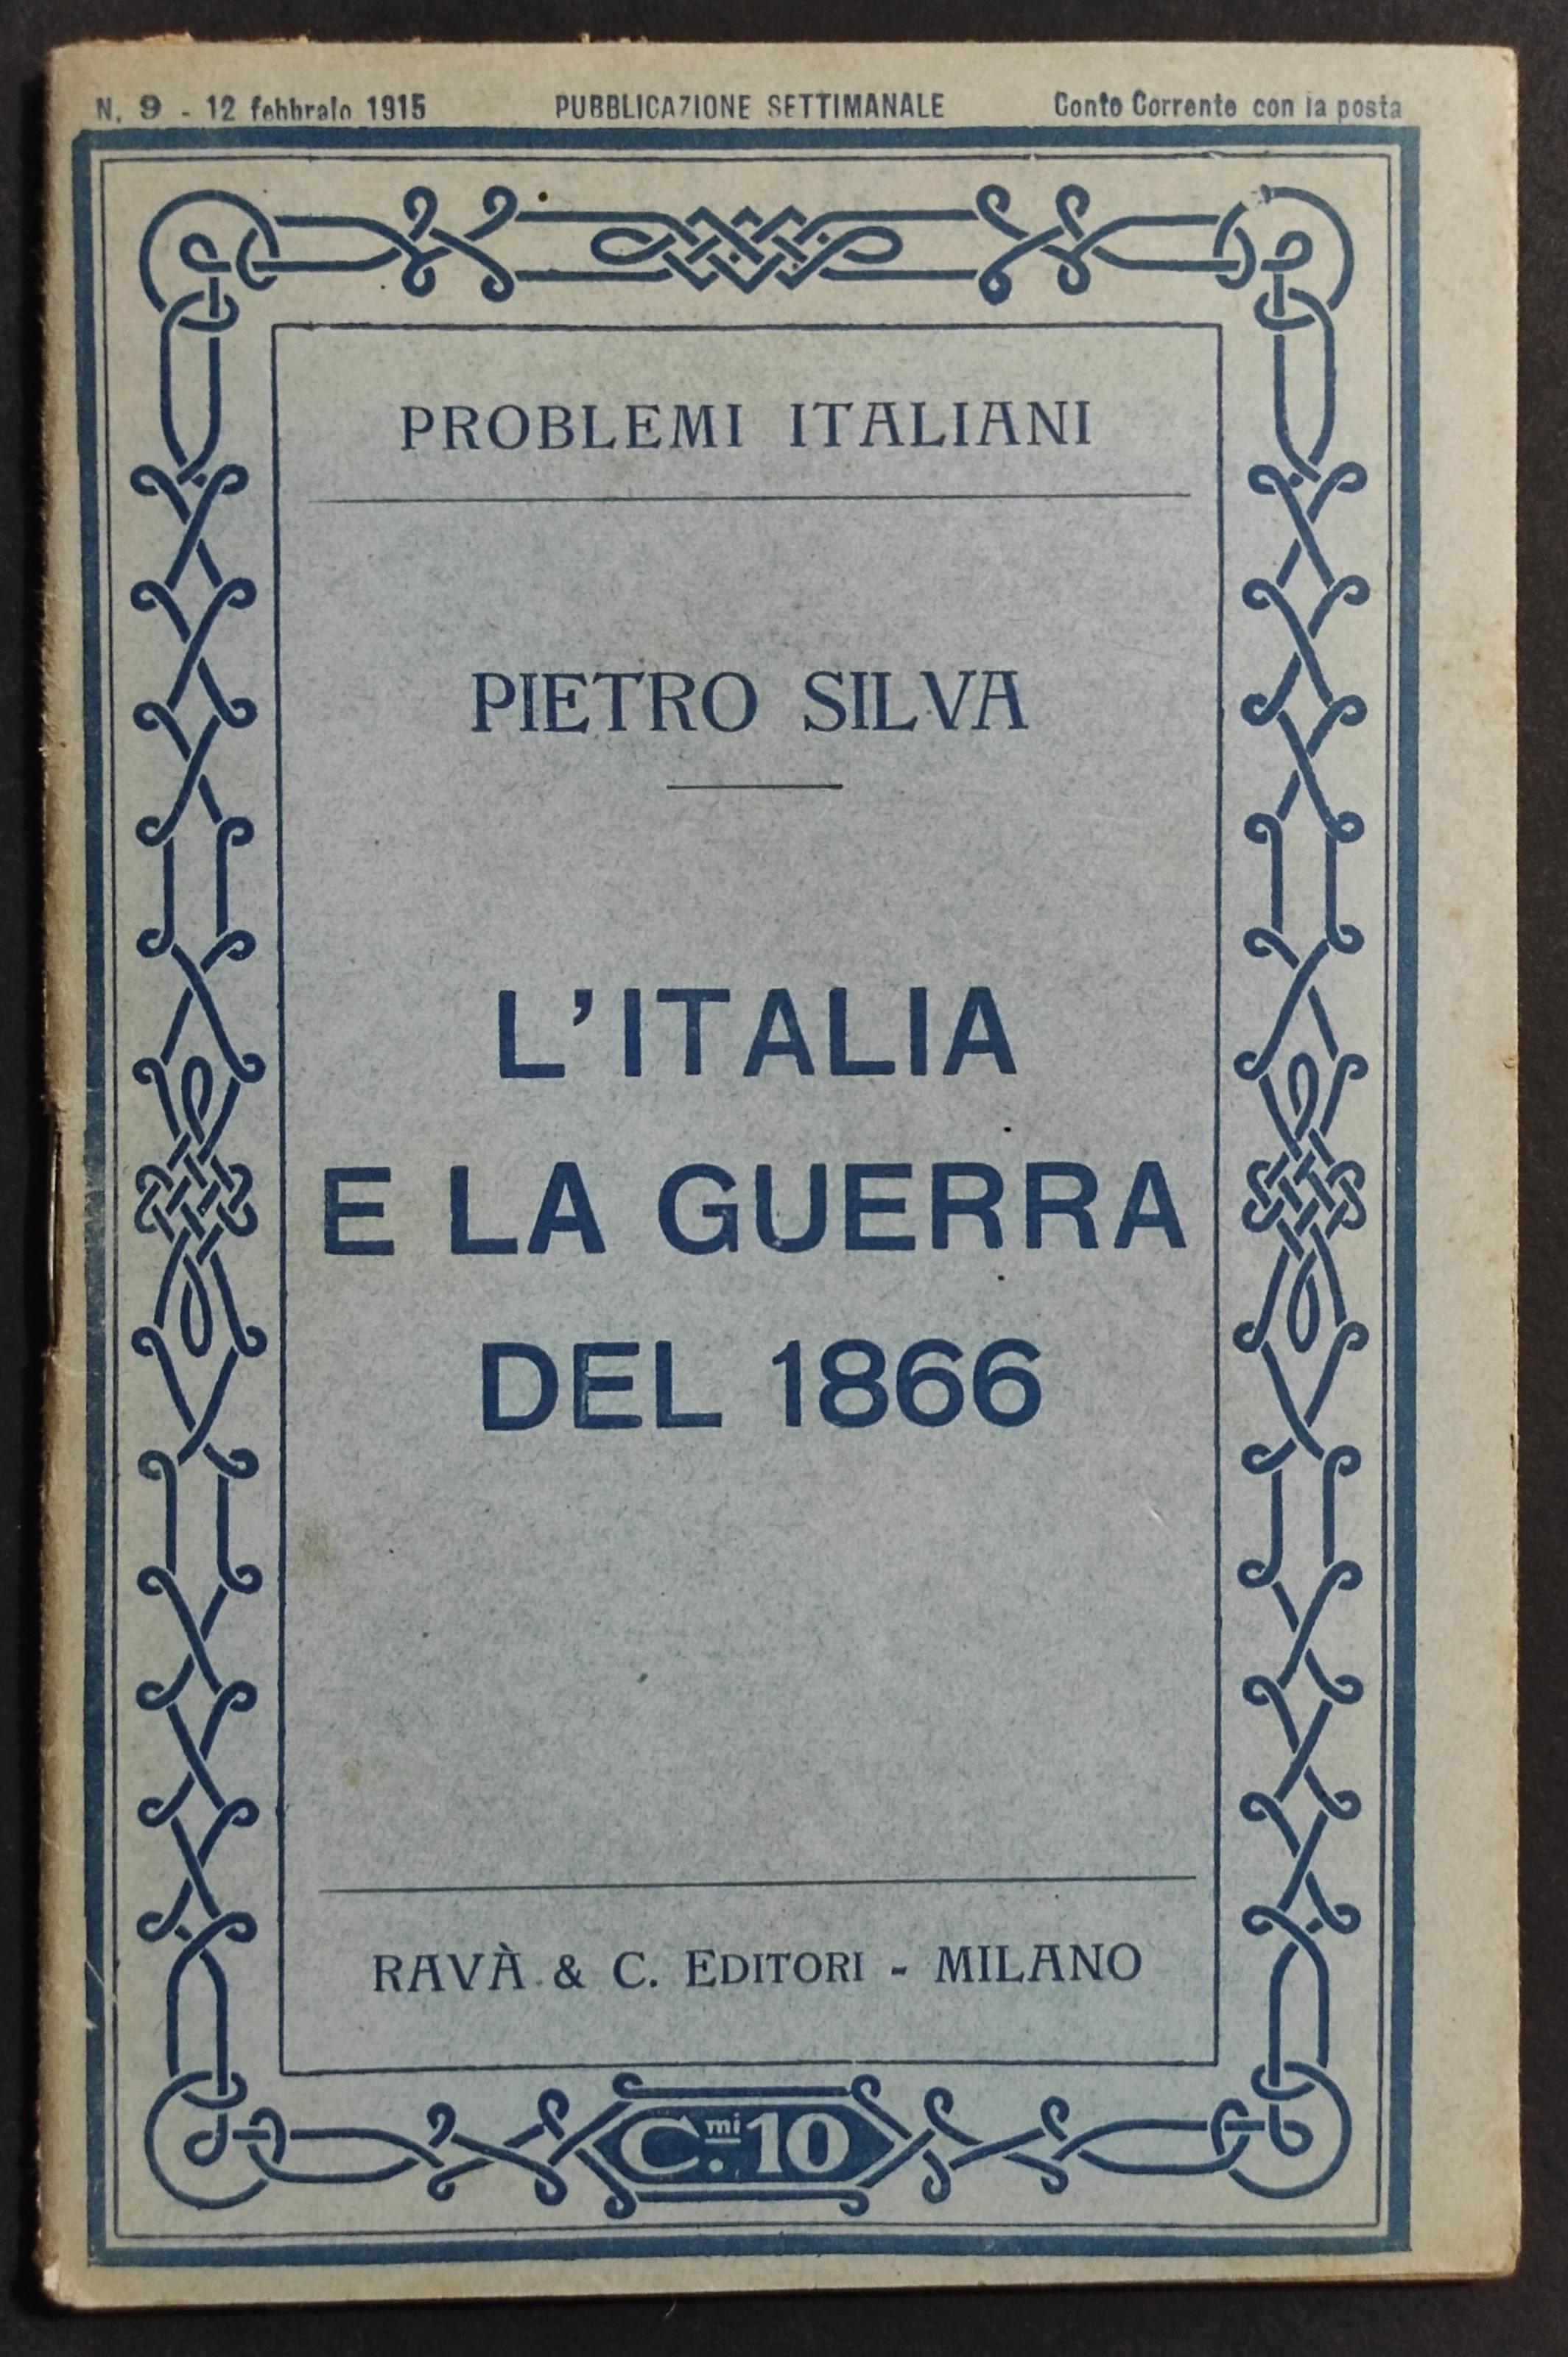 N. 9 - 12 febbraio 1915 PUBBLICAZIONE SETTIMANALE Conto Corrente con la posta
PROBLEMI ITALIANI
PIETRO SILVA
L'ITALIA
E LA GUERRA
DEL 1866
RAVÀ & C. EDITORI - MILANO
C.mi 10